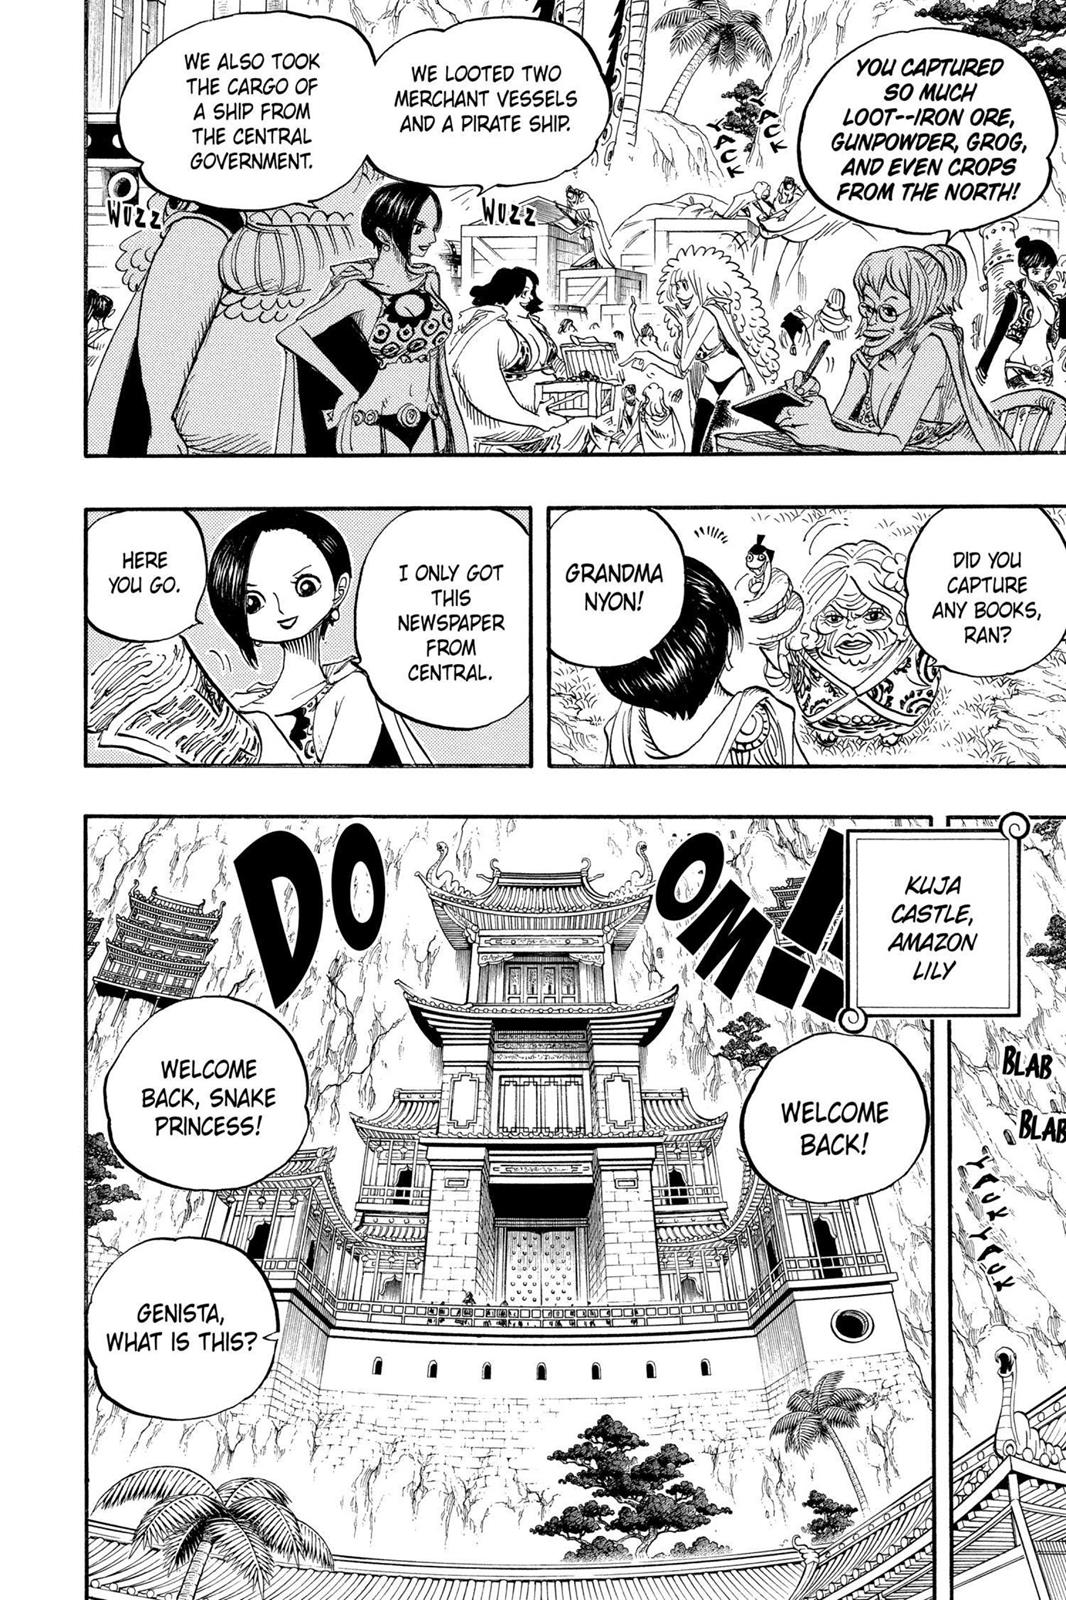 YOU CAPTURED
SO MUCH
LOOT--IRON ORE,
GUNPOWDER, GROG,
AND EVEN CROPS
FROM THE NORTH!
YACK
YACK
WE LOOTED TWO
MERCHANT VESSELS
AND A PIRATE SHIP.
WE ALSO TOOK
THE CARGO OF
A SHIP FROM
THE CENTRAL
GOVERNMENT.
WUZZ
WUZZ
DID YOU
CAPTURE
ANY BOOKS,
RAN?
GRANDMA
NYON!
I ONLY GOT
THIS
NEWSPAPER
FROM
CENTRAL.
HERE
YOU GO.
KUJA
CASTLE,
AMAZON
LILY
DOOM!!
BLAB
BLAB
YACK YACK
WELCOME
BACK!
WELCOME
BACK, SNAKE
PRINCESS!
GENISTA,
WHAT IS THIS?